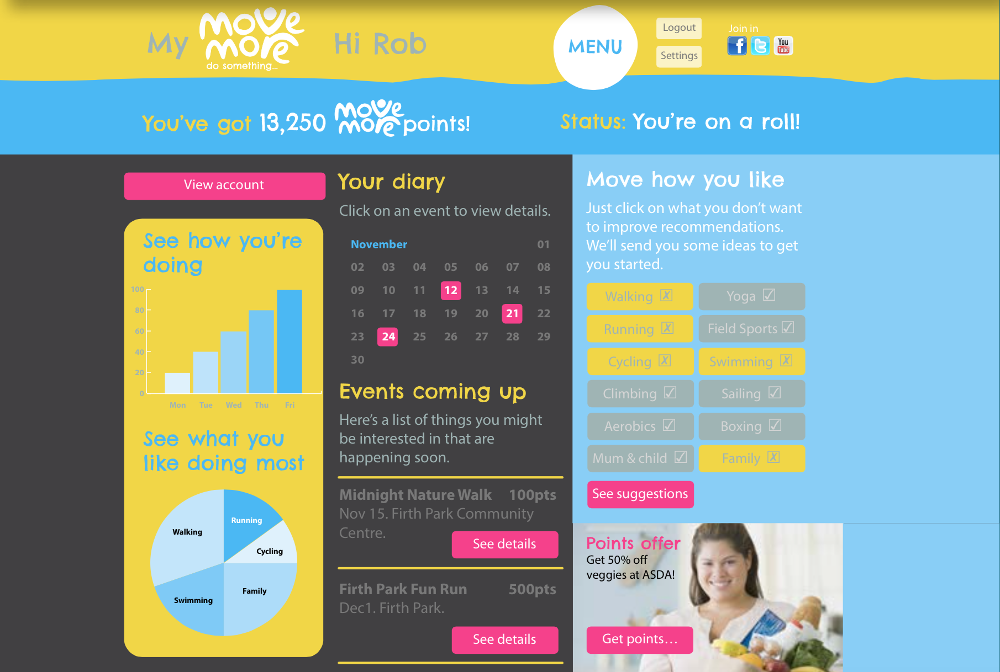 My move more do something... Hi Rob
MENU
Logout
Settings
Join in
f t You Tube
You've got 13,250 move more points!
Status: You're on a roll!
View account
See how you're
doing
100
80
60
40
20
0
Mon Tue Wed Thu Fri
See what you
like doing most
Running
Walking
Cycling
Family
Swimming
Your diary
Click on an event to view details.
November 01
02 03 04 05 06 07 08
09 10 11 12 13 14 15
16 17 18 19 20 21 22
23 24 25 26 27 28 29
30
Events coming up
Here's a list of things you might
be interested in that are
happening soon.
Midnight Nature Walk 100pts
Nov 15. Firth Park Community
Centre.
See details
Firth Park Fun Run 500pts
Dec1. Firth Park.
See details
Move how you like
Just click on what you don't want
to improve recommendations.
We'll send you some ideas to get
you started.
Walking ☒ Yoga ☑
Running ☒ Field Sports ☑
Cycling ☒ Swimming ☒
Climbing ☑ Sailing ☑
Aerobics ☑ Boxing ☑
Mum & child ☑ Family ☒
See suggestions
Points offer
Get 50% off
veggies at ASDA!
Get points...